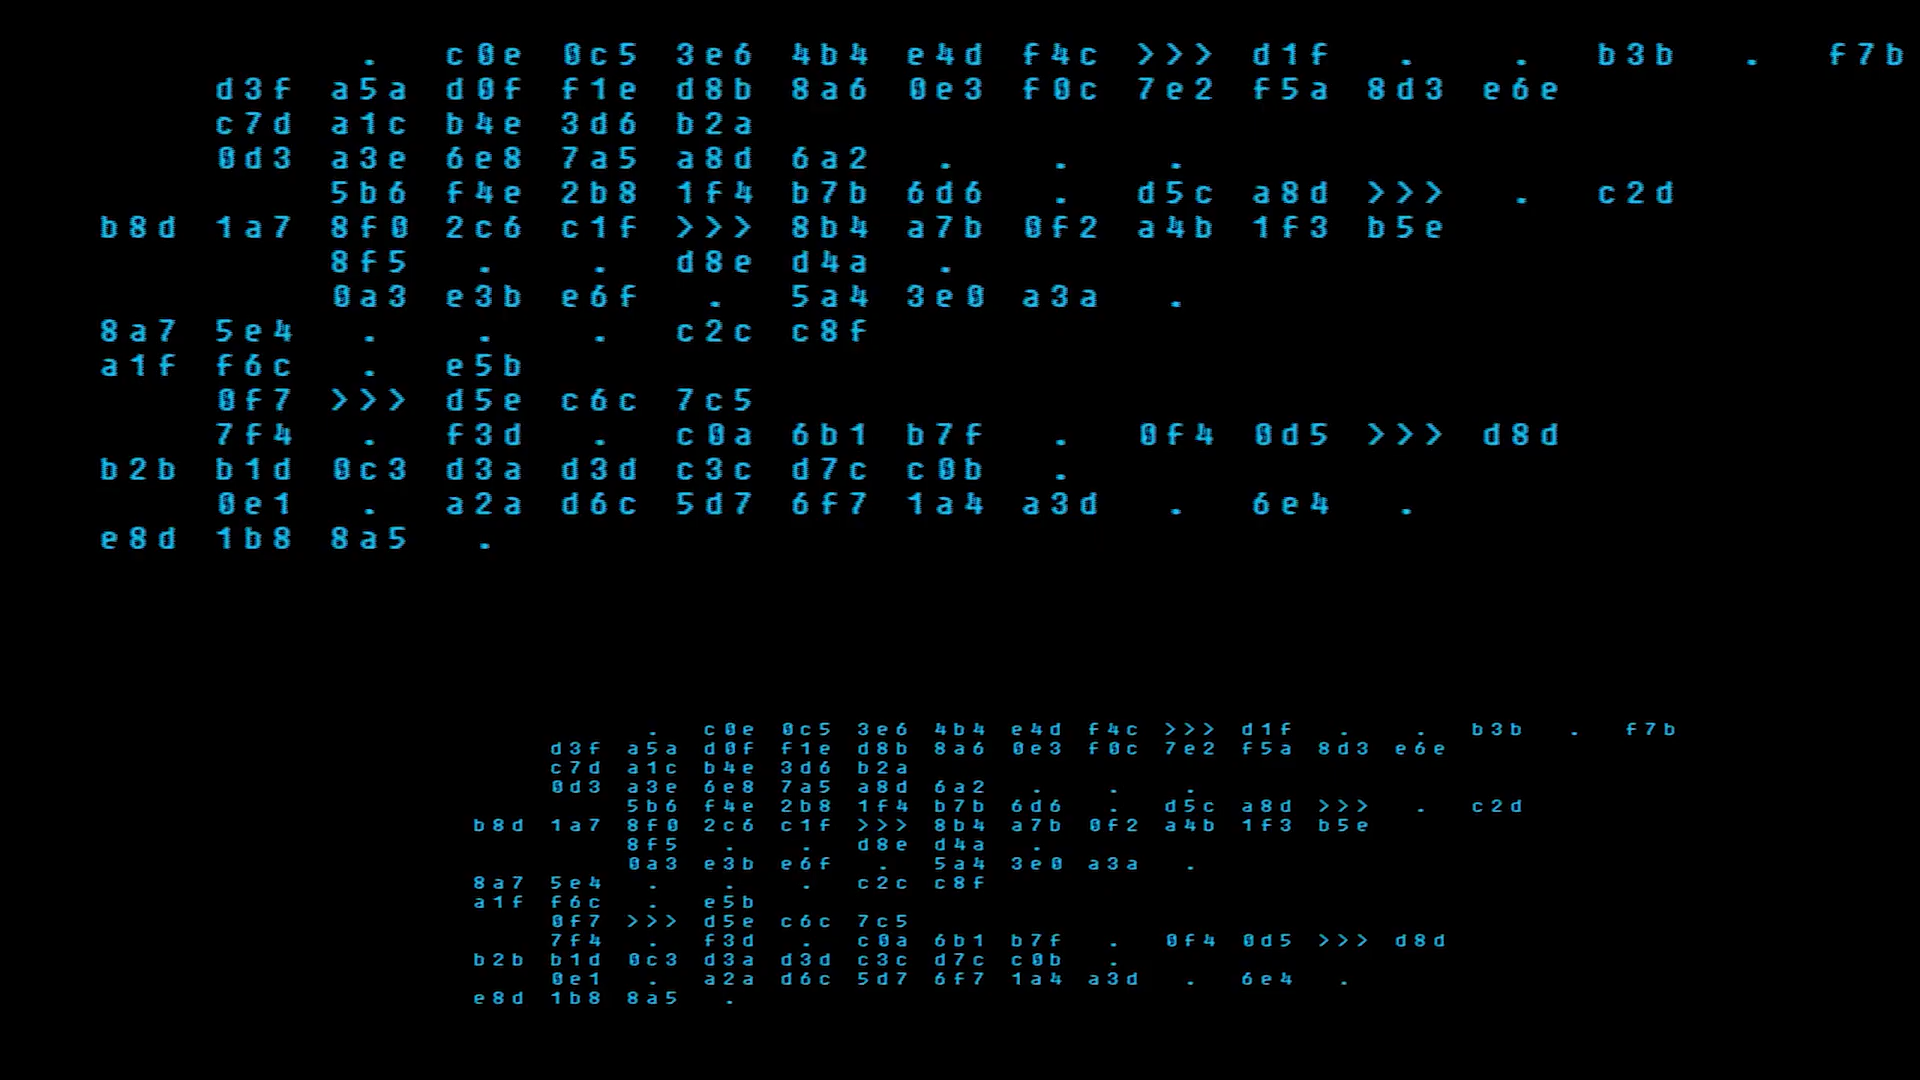 . c0e 0c5 3e6 4b4 e4d f4c >>> d1f . . b3b . f7b
d3f a5a d0f f1e d8b 8a6 0e3 f0c 7e2 f5a 8d3 e6e
c7d a1c b4e 3d6 b2a
0d3 a3e 6e8 7a5 a8d 6a2 . . .
5b6 f4e 2b8 1f4 b7b 6d6 . d5c a8d >>> . c2d
b8d 1a7 8f0 2c6 c1f >>> 8b4 a7b 0f2 a4b 1f3 b5e
8f5 . . d8e d4a .
0a3 e3b e6f . 5a4 3e0 a3a .
8a7 5e4 . . . c2c c8f
a1f f6c . e5b
0f7 >>> d5e c6c 7c5
7f4 . f3d . c0a 6b1 b7f . 0f4 0d5 >>> d8d
b2b b1d 0c3 d3a d3d c3c d7c c0b .
0e1 . a2a d6c 5d7 6f7 1a4 a3d . 6e4 .
e8d 1b8 8a5 .
. c0e 0c5 3e6 4b4 e4d f4c >>> d1f . . b3b . f7b
d3f a5a d0f f1e d8b 8a6 0e3 f0c 7e2 f5a 8d3 e6e
c7d a1c b4e 3d6 b2a
0d3 a3e 6e8 7a5 a8d 6a2 . . .
5b6 f4e 2b8 1f4 b7b 6d6 . d5c a8d >>> . c2d
b8d 1a7 8f0 2c6 c1f >>> 8b4 a7b 0f2 a4b 1f3 b5e
8f5 . . d8e d4a .
0a3 e3b e6f . 5a4 3e0 a3a .
8a7 5e4 . . . c2c c8f
a1f f6c . e5b
0f7 >>> d5e c6c 7c5
7f4 . f3d . c0a 6b1 b7f . 0f4 0d5 >>> d8d
b2b b1d 0c3 d3a d3d c3c d7c c0b .
0e1 . a2a d6c 5d7 6f7 1a4 a3d . 6e4 .
e8d 1b8 8a5 .